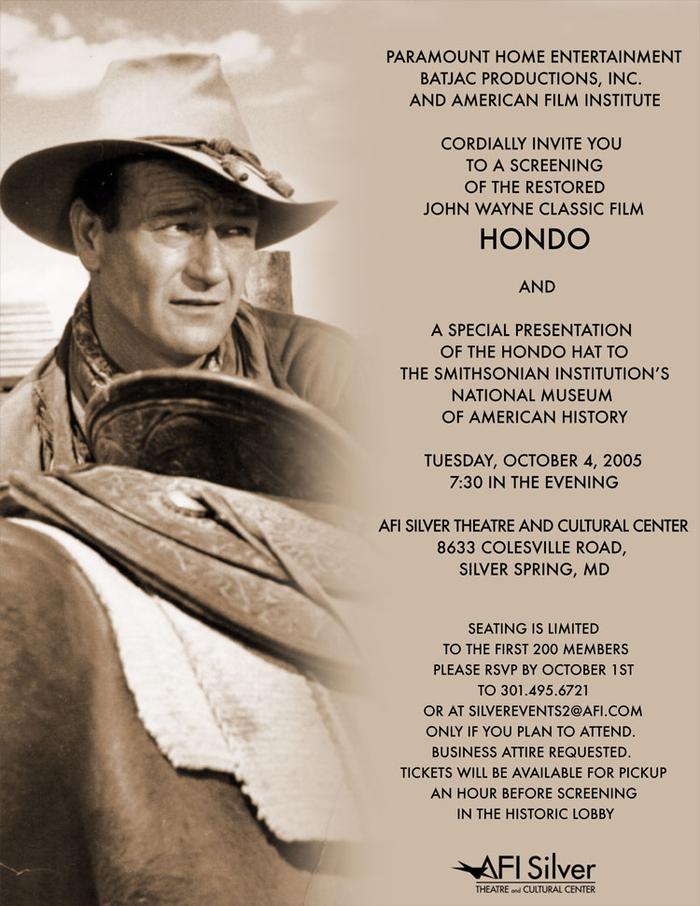 PARAMOUNT HOME ENTERTAINMENT
BATJAC PRODUCTIONS, INC.
AND AMERICAN FILM INSTITUTE
CORDIALLY INVITE YOU
TO A SCREENING
OF THE RESTORED
JOHN WAYNE CLASSIC FILM
HONDO
AND
A SPECIAL PRESENTATION
OF THE HONDO HAT TO
THE SMITHSONIAN INSTITUTION'S
NATIONAL MUSEUM
OF AMERICAN HISTORY
TUESDAY, OCTOBER 4, 2005
7:30 IN THE EVENING
AFI SILVER THEATRE AND CULTURAL CENTER
8633 COLESVILLE ROAD,
SILVER SPRING, MD
SEATING IS LIMITED
TO THE FIRST 200 MEMBERS
PLEASE RSVP BY OCTOBER 1ST
TO 301.495.6721
OR AT SILVEREVENTS2@AFI.COM
ONLY IF YOU PLAN TO ATTEND.
BUSINESS ATTIRE REQUESTED.
TICKETS WILL BE AVAILABLE FOR PICKUP
AN HOUR BEFORE SCREENING
IN THE HISTORIC LOBBY
AFI Silver
THEATRE and CULTURAL CENTER